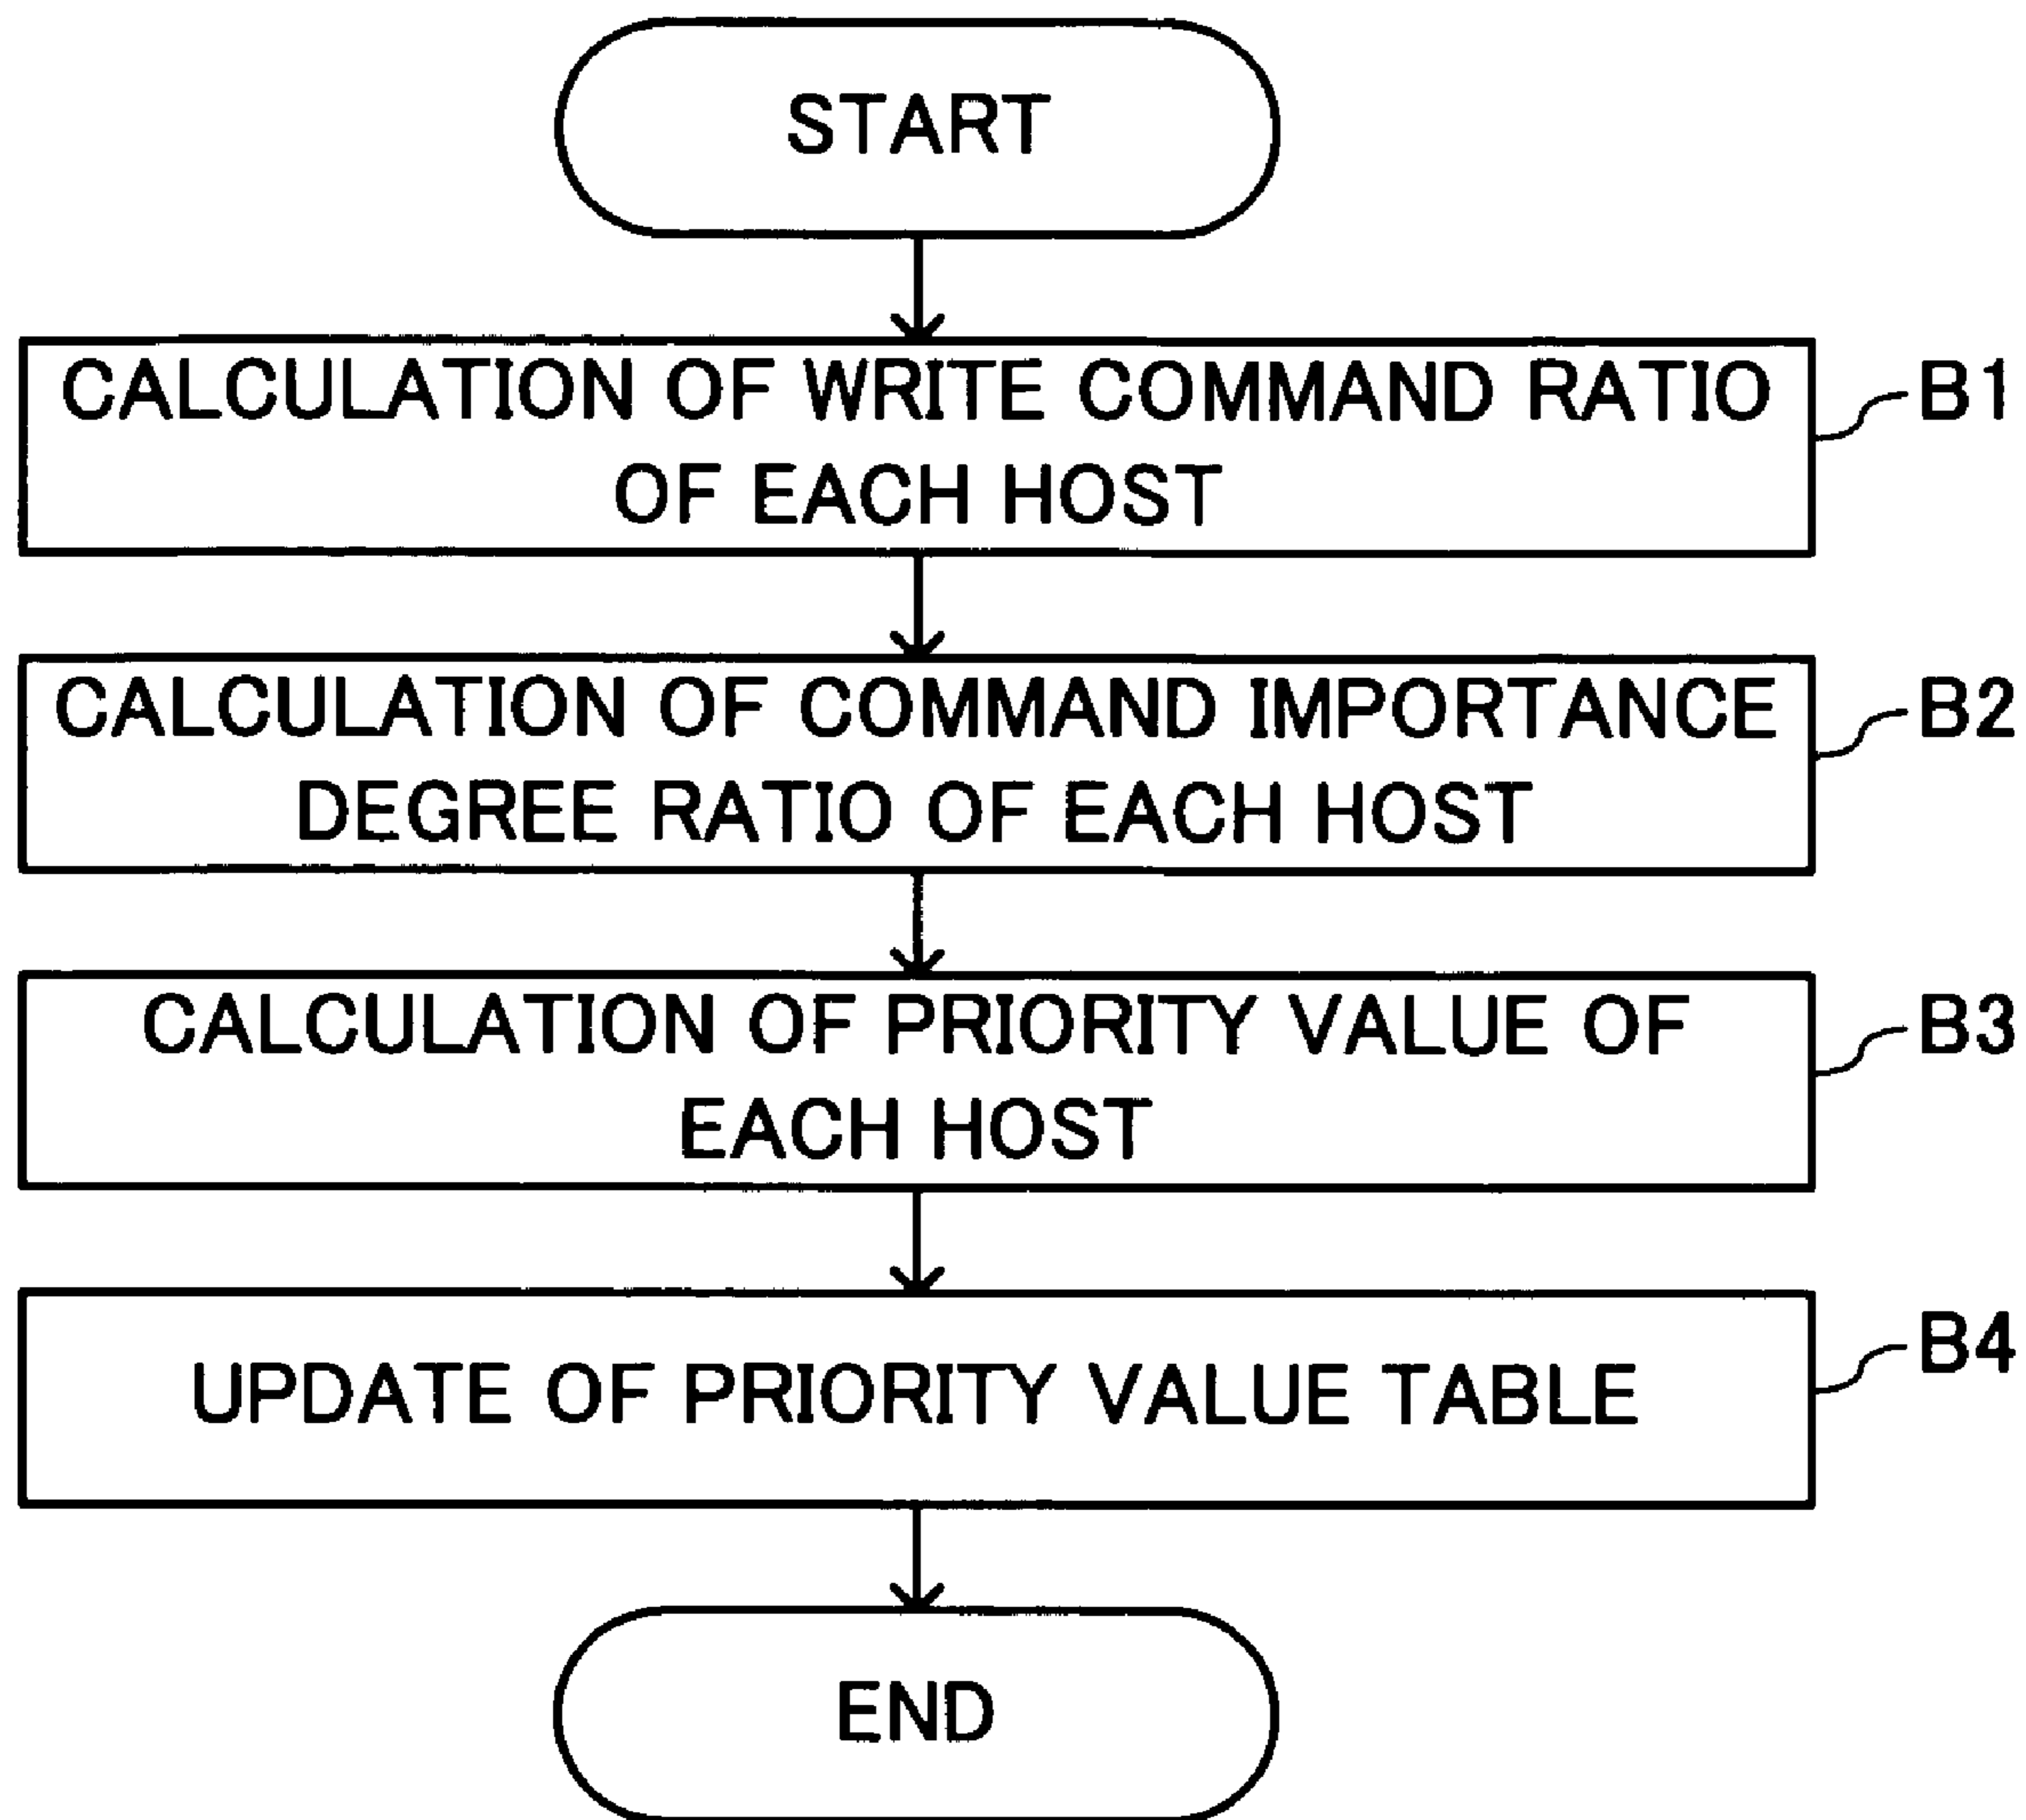 START
CALCULATION OF WRITE COMMAND RATIO
OF EACH HOST
B1
CALCULATION OF COMMAND IMPORTANCE
DEGREE RATIO OF EACH HOST
B2
CALCULATION OF PRIORITY VALUE OF
EACH HOST
B3
UPDATE OF PRIORITY VALUE TABLE
B4
END